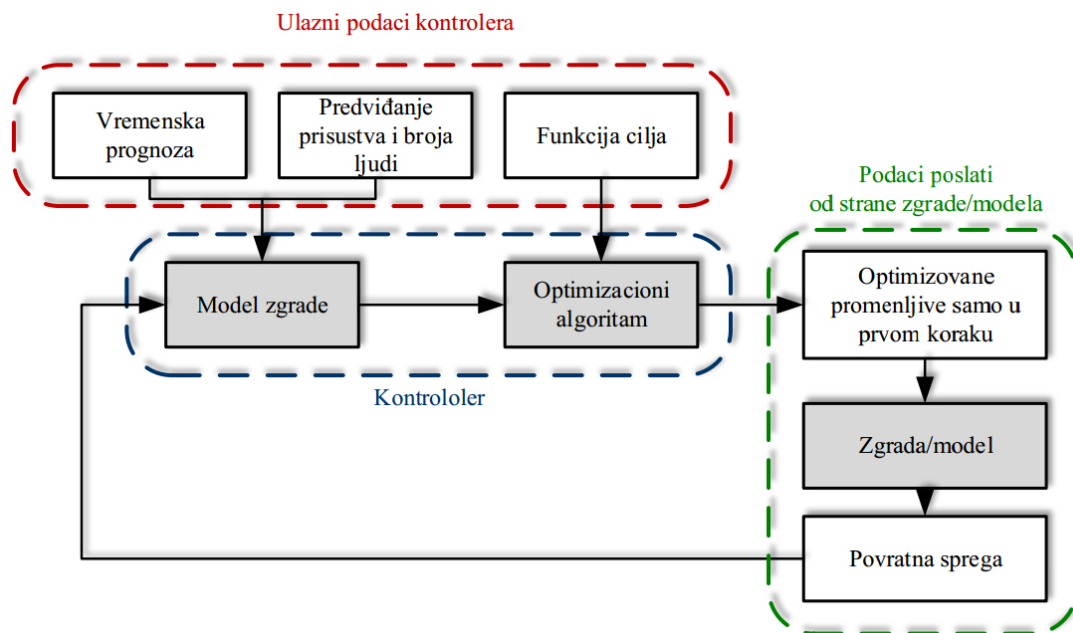 Ulazni podaci kontrolera
Vremenska
prognoza
Predviđanje
prisustva i broja
ljudi
Funkcija cilja
Podaci poslati
od strane zgrade/modela
Model zgrade
Optimizacioni
algoritam
Optimizovane
promenljive samo u
prvom koraku
Kontrololer
Zgrada/model
Povratna sprega